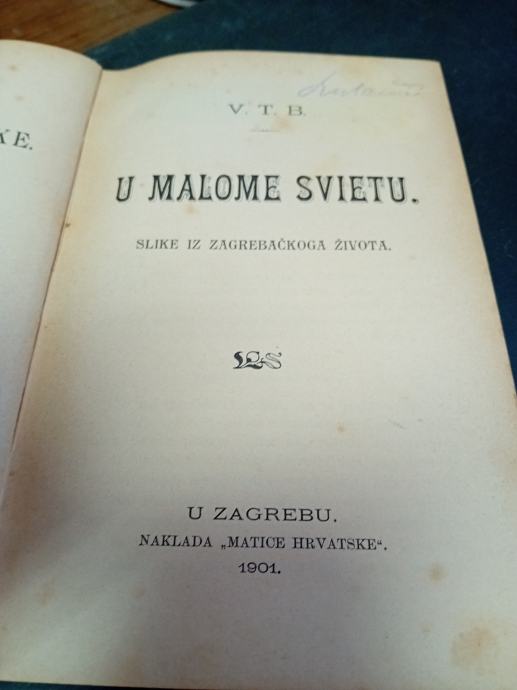 KE.
V. T. B.
U MALOME SVIETU.
SLIKE IZ ZAGREBAČKOGA ŽIVOTA.
U ZAGREBU.
NAKLADA „MATICE HRVATSKE“.
1901.